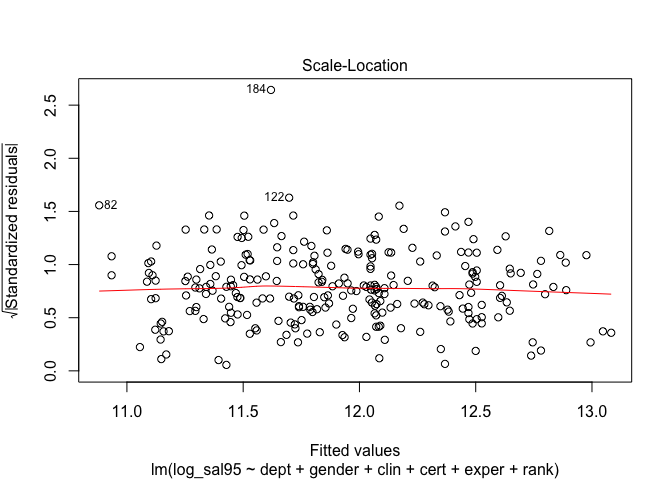 Scale-Location
√|Standardized residuals|
2.5
2.0
1.5
1.0
0.5
0.0
184
122
82
11.0 11.5 12.0 12.5 13.0
Fitted values
lm(log_sal95 ~ dept + gender + clin + cert + exper + rank)